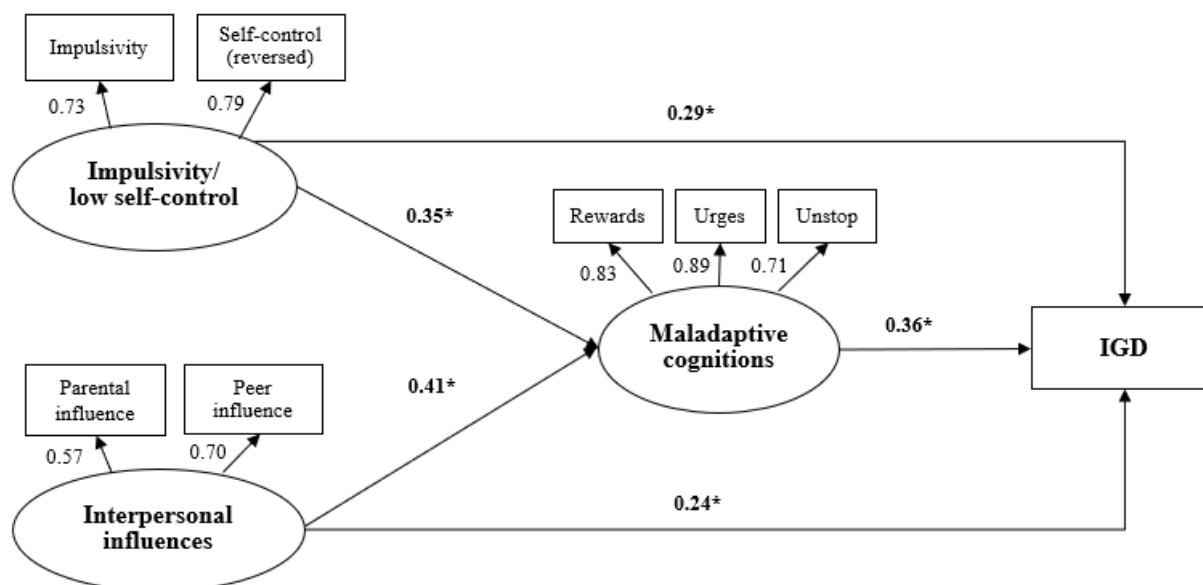 Impulsivity
Self-control
(reversed)
0.73
0.79
0.29*
Impulsivity/
low self-control
0.35*
Rewards
Urges
Unstop
0.83
0.89
0.71
Maladaptive
cognitions
0.36*
IGD
Parental
influence
Peer
influence
0.41*
0.57
0.70
Interpersonal
influences
0.24*